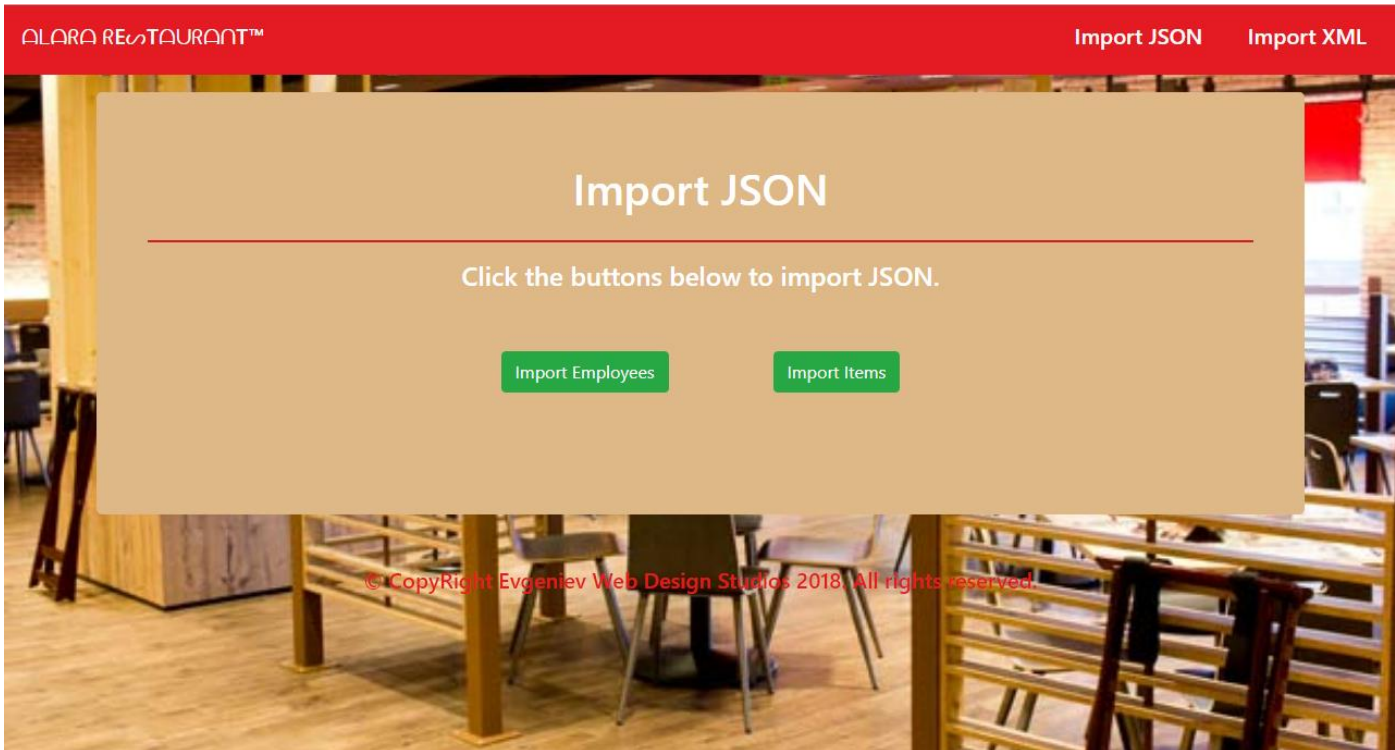 ALARA RESTAURANT™
Import JSON Import XML
Import JSON
Click the buttons below to import JSON.
Import Employees Import Items
© CopyRight Evgeniev Web Design Studios 2018. All rights reserved.